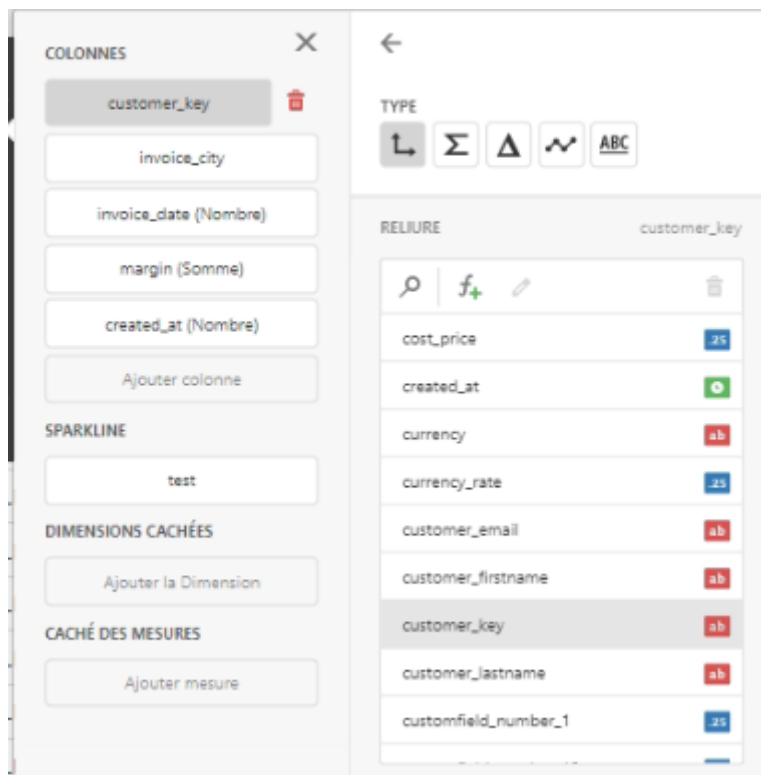 COLONNES
customer_key
invoice_city
invoice_date (Nombre)
margin (Somme)
created_at (Nombre)
Ajouter colonne
SPARKLINE
test
DIMENSIONS CACHÉES
Ajouter la Dimension
CACHÉ DES MESURES
Ajouter mesure
TYPE
ABC
RELIURE customer_key
cost_price .25
created_at
currency ab
currency_rate .25
customer_email ab
customer_firstname ab
customer_key ab
customer_lastname ab
customfield_number_1 .25